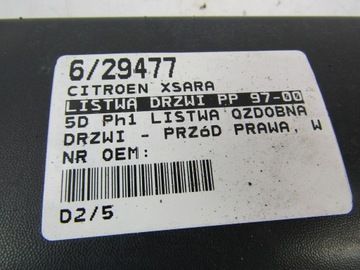 6/29477
CITROEN XSARA
LISTWA DRZWI PP 97-00
5D Ph1 LISTWA OZDOBNA
DRZWI - PRZÓD PRAWA, W
NR OEM:
D2/5